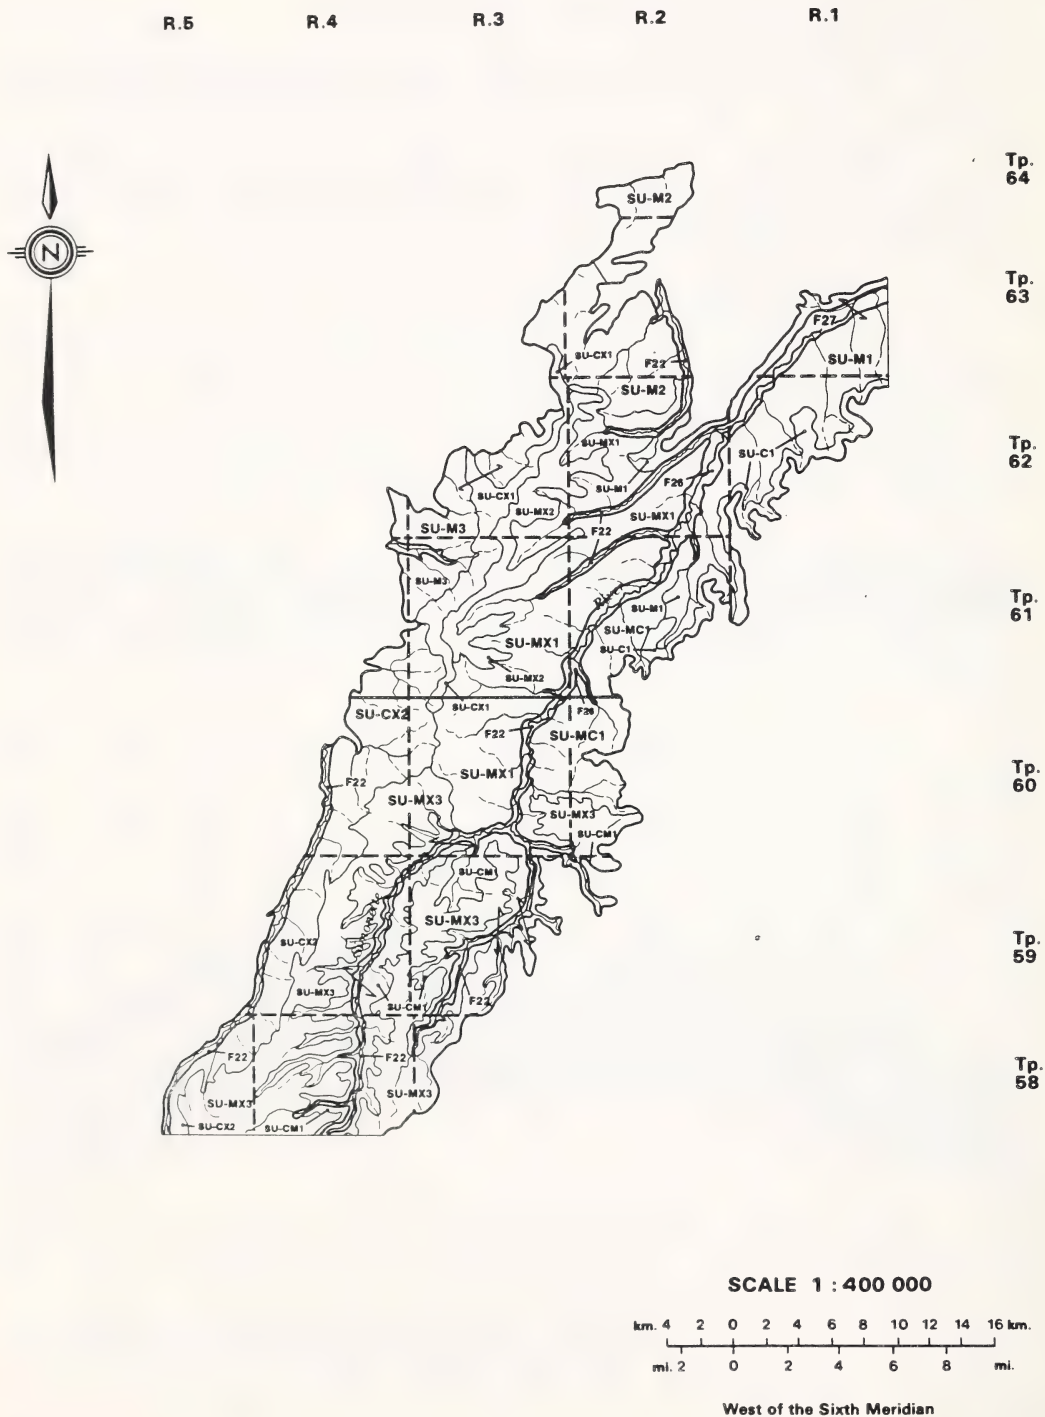 R.5 R.4 R.3 R.2 R.1
Tp.
64
SU-M2
N
Tp.
63
F27
SU-CX1
F22
SU-M1
SU-M2
SU-MX1
Tp.
62
SU-C1
SU-CX1
SU-M1
F26
SU-MX2
SU-MX1
SU-M3
F22
SU-M3
Tp.
61
River
SU-M1
SU-MC1
SU-MX1
SU-C1
SU-MX2
SU-CX1
F26
SU-CX2
F22
SU-MC1
SU-MX1
Tp.
60
F22
SU-MX3
SU-MX3
SU-CM1
SU-CM1
SU-MX3
SU-CX2
Tp.
59
SU-MX3
SU-CM1
F22
F22
F22
Tp.
58
SU-MX3
SU-MX3
SU-CX2
SU-CM1
SCALE 1 : 400 000
km. 4 2 0 2 4 6 8 10 12 14 16 km.
mi. 2 0 2 4 6 8 mi.
West of the Sixth Meridian